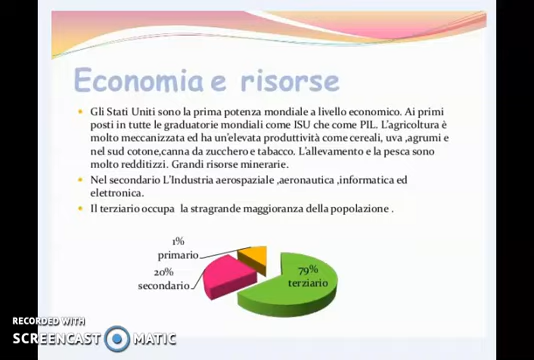 Economia e risorse
Gli Stati Uniti sono la prima potenza mondiale a livello economico. Ai primi
posti in tutte le graduatorie mondiali come ISU che come PIL. L'agricoltura è
molto meccanizzata ed ha un'elevata produttività come cereali, uva ,agrumi e
nel sud cotone,canna da zucchero e tabacco. L'allevamento e la pesca sono
molto redditizzi. Grandi risorse minerarie.
Nel secondario L'Industria aerospaziale ,aeronautica ,informatica ed
elettronica.
Il terziario occupa la stragrande maggioranza della popolazione .
1%
primario
20%
secondario
79%
terziario
RECORDED WITH
SCREENCAST MATIC